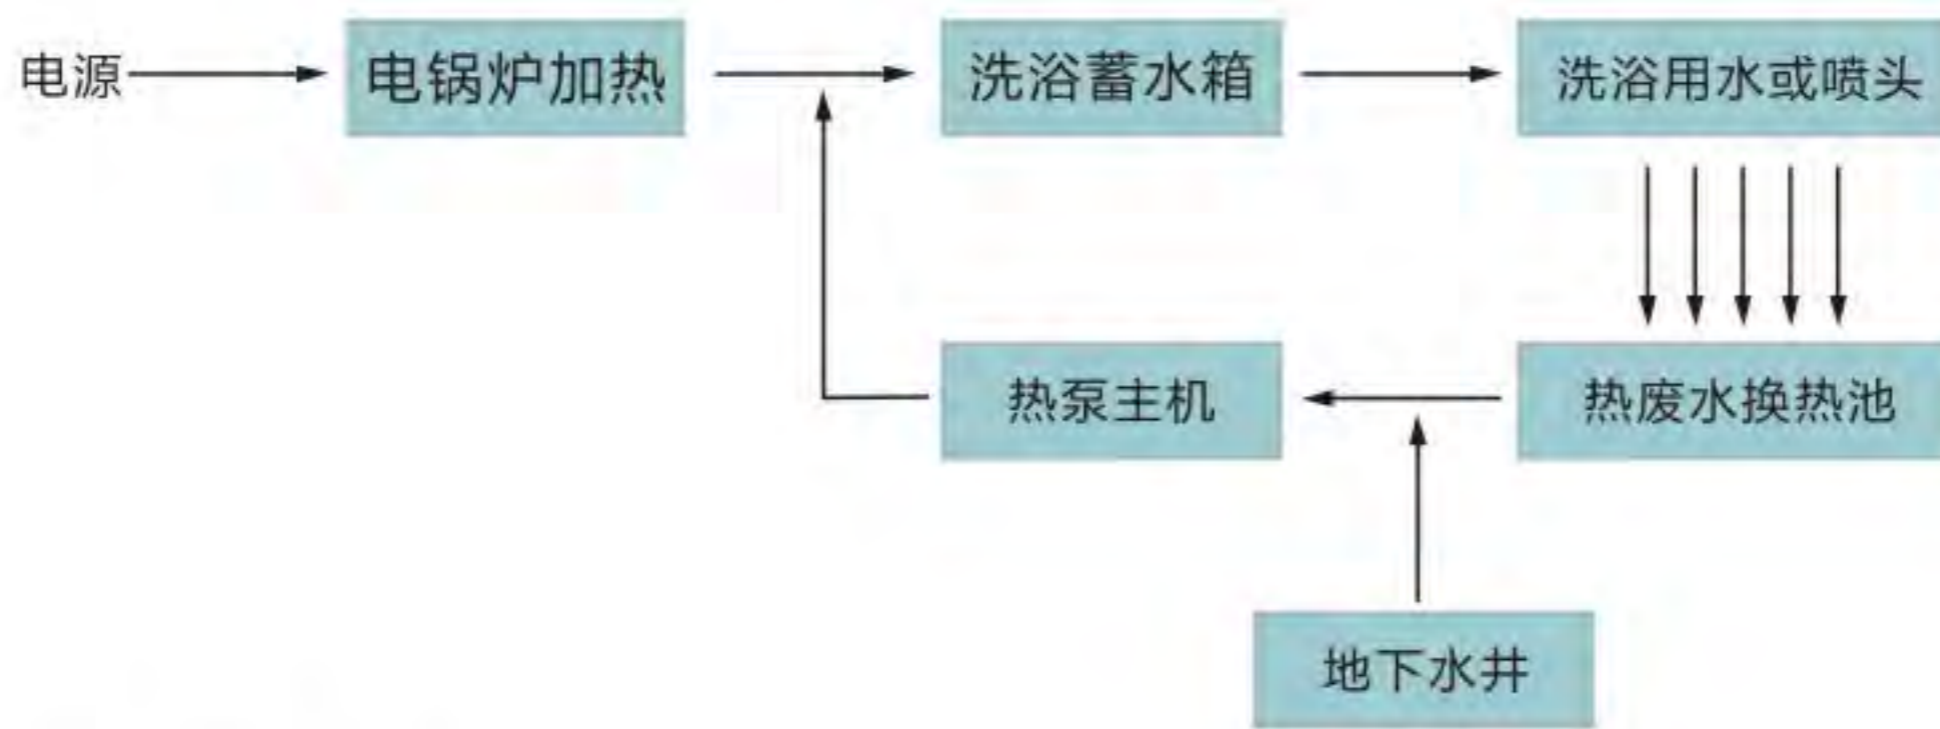 电源
电锅炉加热
洗浴蓄水箱
洗浴用水或喷头
热泵主机
热废水换热池
地下水井